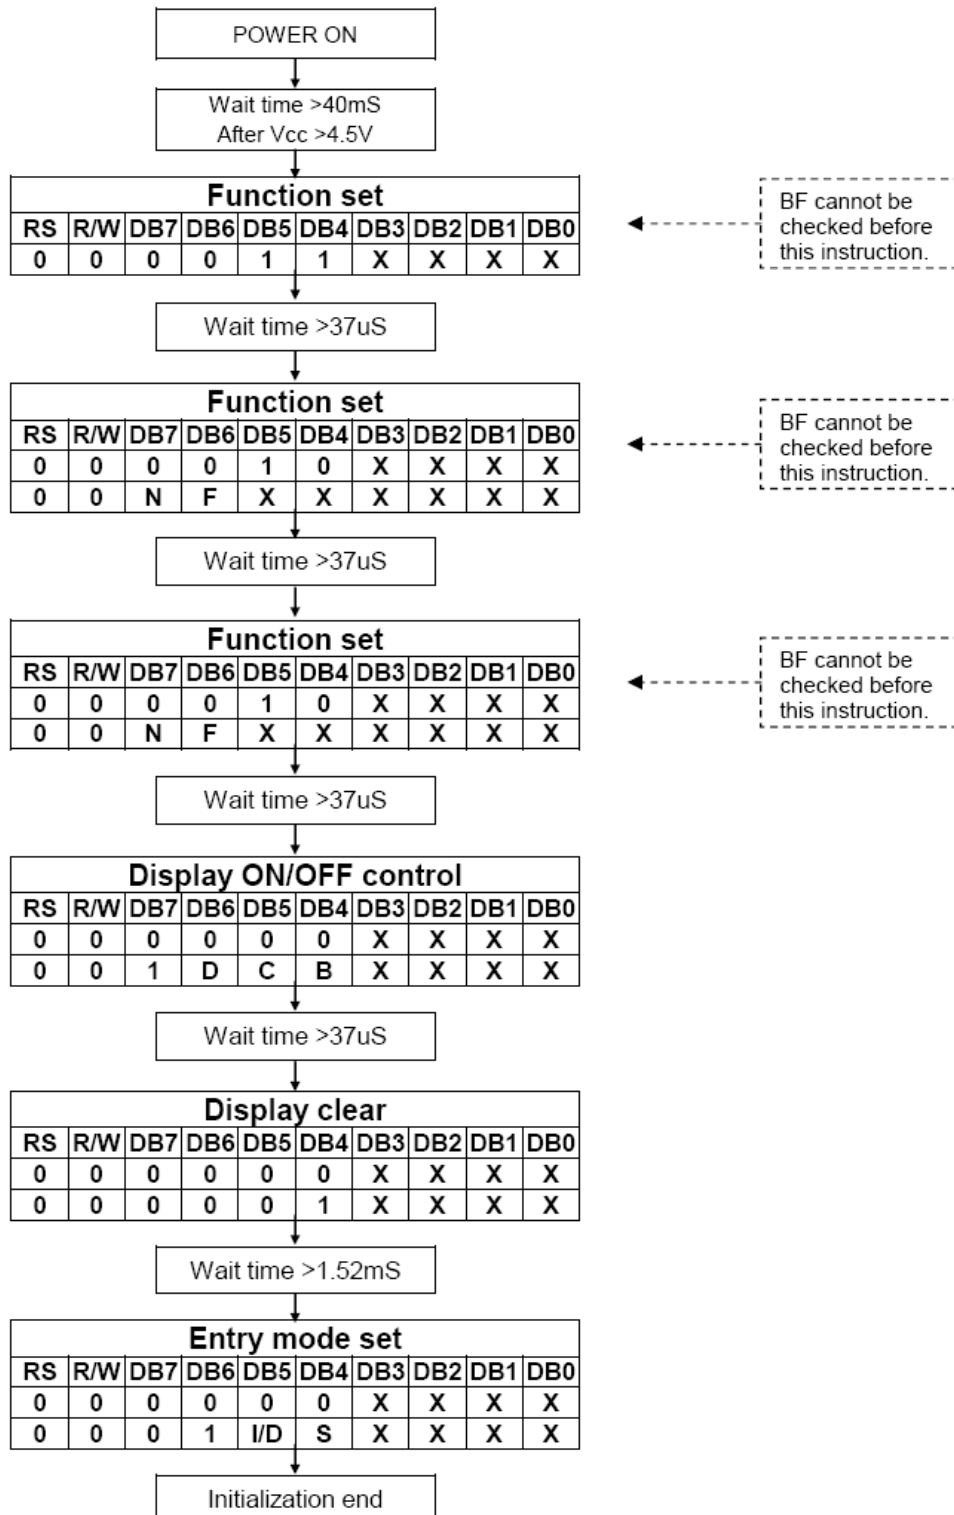 POWER ON
Wait time >40mS
After Vcc >4.5V
Function set
RS R/W DB7 DB6 DB5 DB4 DB3 DB2 DB1 DB0
0 0 0 0 1 1 X X X X
BF cannot be
checked before
this instruction.
Wait time >37uS
Function set
RS R/W DB7 DB6 DB5 DB4 DB3 DB2 DB1 DB0
0 0 0 0 1 0 X X X X
0 0 N F X X X X X X
BF cannot be
checked before
this instruction.
Wait time >37uS
Function set
RS R/W DB7 DB6 DB5 DB4 DB3 DB2 DB1 DB0
0 0 0 0 1 0 X X X X
0 0 N F X X X X X X
BF cannot be
checked before
this instruction.
Wait time >37uS
Display ON/OFF control
RS R/W DB7 DB6 DB5 DB4 DB3 DB2 DB1 DB0
0 0 0 0 0 0 X X X X
0 0 1 D C B X X X X
Wait time >37uS
Display clear
RS R/W DB7 DB6 DB5 DB4 DB3 DB2 DB1 DB0
0 0 0 0 0 0 X X X X
0 0 0 0 0 1 X X X X
Wait time >1.52mS
Entry mode set
RS R/W DB7 DB6 DB5 DB4 DB3 DB2 DB1 DB0
0 0 0 0 0 0 X X X X
0 0 0 1 I/D S X X X X
Initialization end